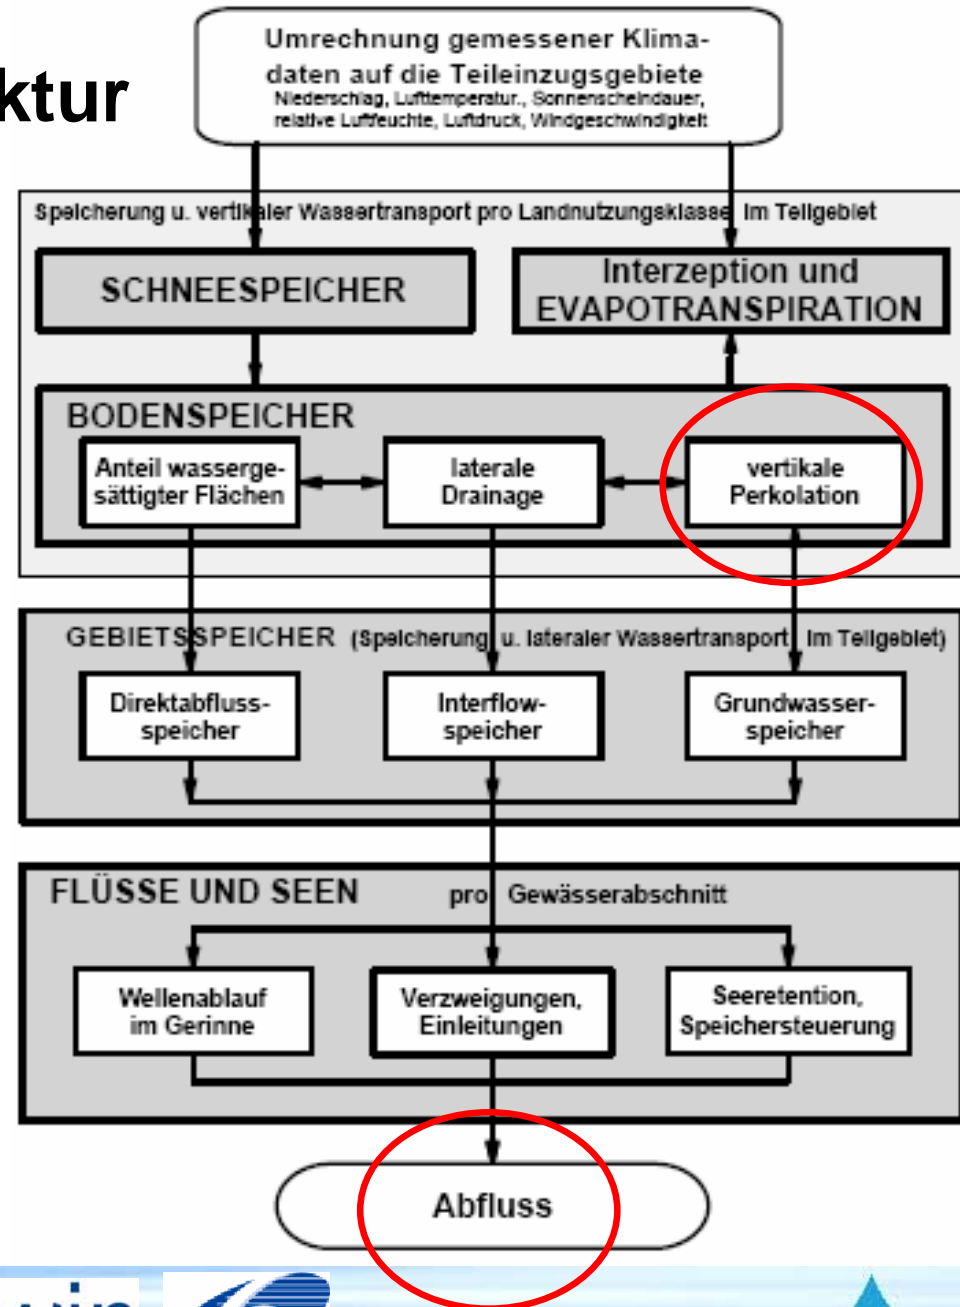 Umrechnung gemessener Klima-
ktur
daten auf die Teileinzugsgebiete
Niederschlag, Lufttemperatur., Sonnenscheindauer,
relative Luftfeuchte, Luftdruck, Windgeschwindigkeit
Speicherung u. vertikaler Wassertransport pro Landnutzungsklasse im Teilgebiet
SCHNEESPEICHER
Interzeption und
EVAPOTRANSPIRATION
BODENSPEICHER
Anteil wasserge-
sättigter Flächen
laterale
Drainage
vertikale
Perkolation
GEBIETSSPEICHER (Speicherung u. lateraler Wassertransport im Teilgebiet)
Direktabfluss-
speicher
Interflow-
speicher
Grundwasser-
speicher
FLÜSSE UND SEEN pro Gewässerabschnitt
Wellenablauf
im Gerinne
Verzweigungen,
Einleitungen
Seeretention,
Speichersteuerung
Abfluss